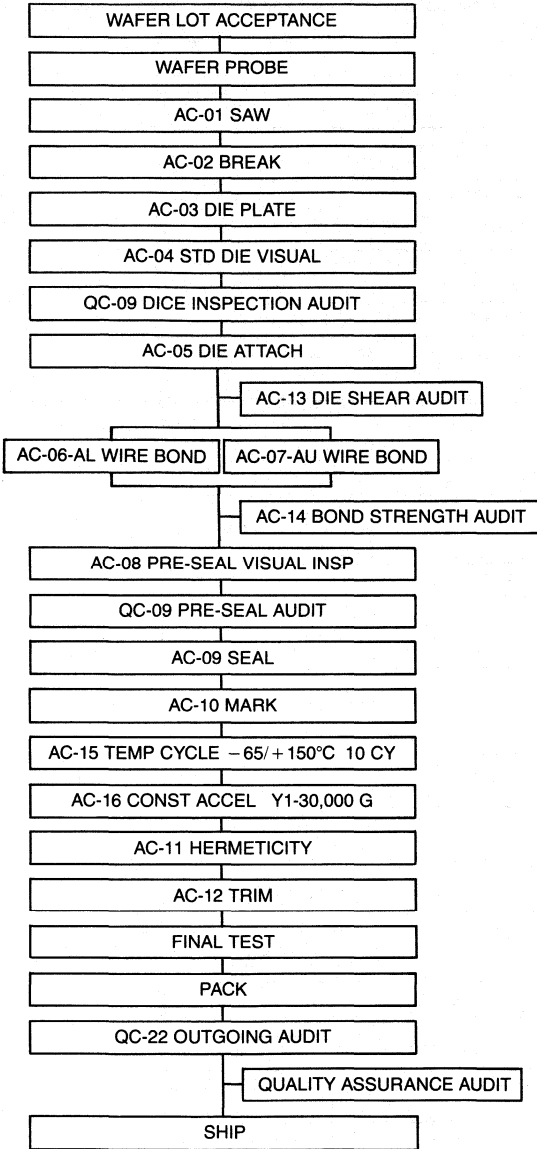 WAFER LOT ACCEPTANCE
WAFER PROBE
AC-01 SAW
AC-02 BREAK
AC-03 DIE PLATE
AC-04 STD DIE VISUAL
QC-09 DICE INSPECTION AUDIT
AC-05 DIE ATTACH
AC-13 DIE SHEAR AUDIT
AC-06-AL WIRE BOND
AC-07-AU WIRE BOND
AC-14 BOND STRENGTH AUDIT
AC-08 PRE-SEAL VISUAL INSP
QC-09 PRE-SEAL AUDIT
AC-09 SEAL
AC-10 MARK
AC-15 TEMP CYCLE −65/+150°C 10 CY
AC-16 CONST ACCEL Y1-30,000 G
AC-11 HERMETICITY
AC-12 TRIM
FINAL TEST
PACK
QC-22 OUTGOING AUDIT
QUALITY ASSURANCE AUDIT
SHIP